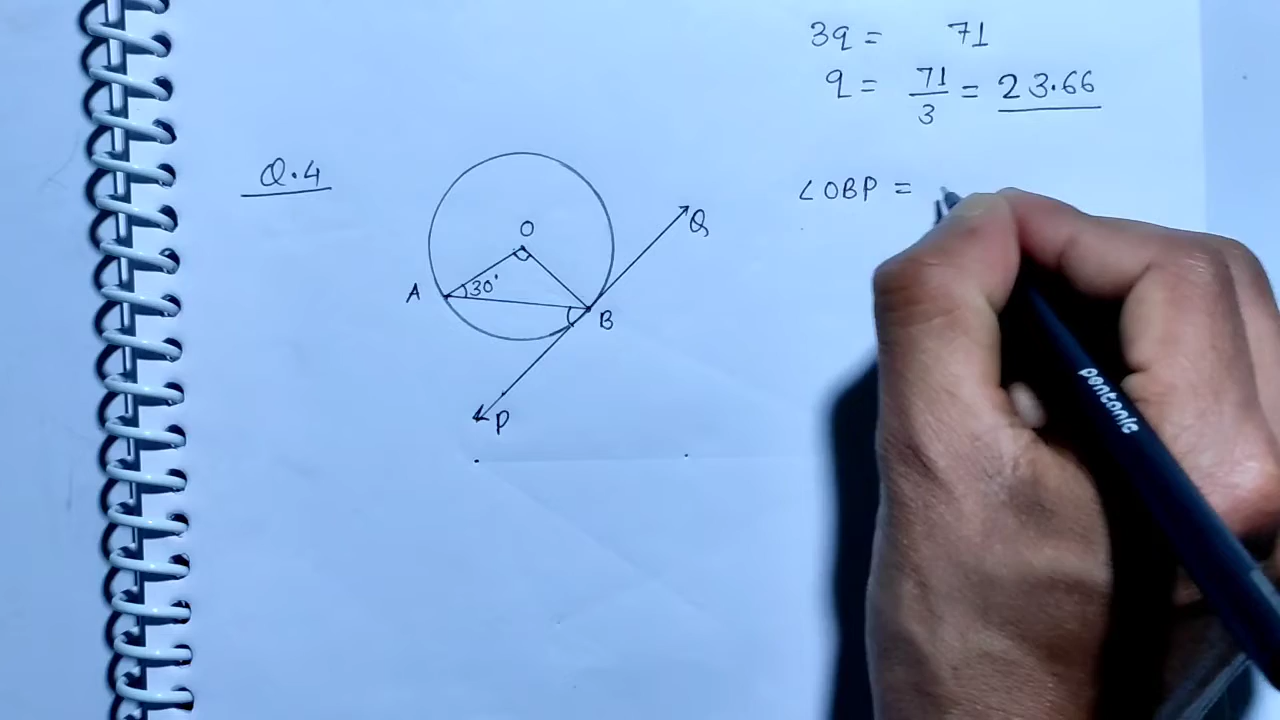 3q = 71
q = 71/3 = 23.66
Q.4
∠OBP =
O
Q
A
30°
B
P
pentonic